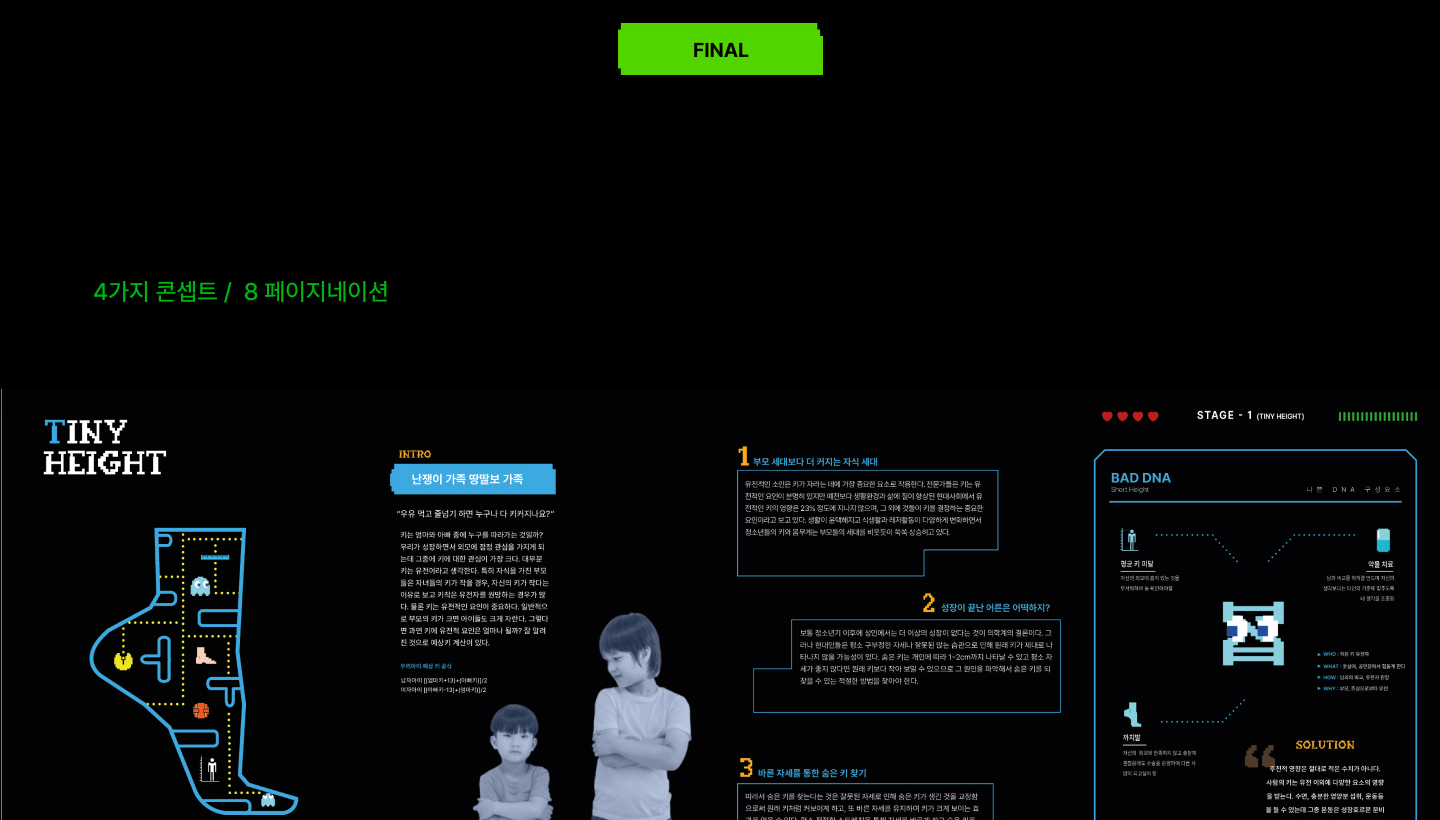 FINAL
4가지 콘셉트 / 8 페이지네이션
TINY
HEIGHT
INTRO
난쟁이 가족 땅딸보 가족
"우유 먹고 줄넘기 하면 누구나 다 키커지나요?"
키는 엄마와 아빠 중에 누구를 따라가는 것일까?
우리가 성장하면서 외모에 점점 관심을 가지게 되
는데 그중에 키에 대한 관심이 가장 크다. 대부분
키는 유전이라고 생각한다. 특히 자식을 가진 부모
들은 자녀들의 키가 작을 경우, 자신의 키가 작다는
이유로 보고 키작은 유전자를 원망하는 경우가 많
다. 물론 키는 유전적인 요인이 중요하다. 일반적으
로 부모의 키가 크면 아이들도 크게 자란다. 그렇다
면 과연 키에 유전적 요인은 얼마나 될까? 잘 알려
진 것으로 예상키 계산이 있다.
우리아이 예상 키 공식
남자아이 [(엄마키+13)+(아빠키)]/2
여자아이 [(아빠키-13)+(엄마키)]/2
1 부모 세대보다 더 커지는 자식 세대
유전적인 소인은 키가 자라는 데에 가장 중요한 요소로 작용한다. 전문가들은 키는 유
전적인 요인이 분명히 있지만 예전보다 생활환경과 삶에 질이 향상된 현대사회에서 유
전적인 키의 영향은 23% 정도에 지나지 않으며, 그 외에 것들이 키를 결정하는 중요한
요인이라고 보고 있다. 생활이 윤택해지고 식생활과 레저활동이 다양하게 변화하면서
청소년들의 키와 몸무게는 부모들의 세대를 비웃듯이 쑥쑥 상승하고 있다.
2 성장이 끝난 어른은 어떡하지?
보통 청소년기 이후에 성인에서는 더 이상의 성장이 없다는 것이 의학계의 결론이다. 그
러나 현대인들은 평소 구부정한 자세나 잘못된 앉는 습관으로 인해 원래 키가 제대로 나
타나지 않을 가능성이 있다. 숨은 키는 개인에 따라 1~2cm까지 나타날 수 있고 평소 자
세가 좋지 않다면 원래 키보다 작아 보일 수 있으므로 그 원인을 파악해서 숨은 키를 되
찾을 수 있는 적절한 방법을 찾아야 한다.
3 바른 자세를 통한 숨은 키 찾기
따라서 숨은 키를 찾는다는 것은 잘못된 자세로 인해 숨은 키가 생긴 것을 교정함
으로써 원래 키처럼 커보이게 하고, 또 바른 자세를 유지하여 키가 크게 보이는 효
STAGE - 1 (TINY HEIGHT)
BAD DNA
Short Height
나쁜 DNA 구성요소
평균 키 미달
약물 치료
WHO : 작은 키 유전자
까치발
SOLUTION
후천적 영향은 절대로 적은 수치가 아니다.
사람의 키는 유전 이외에 다양한 요소의 영향
을 받는다. 수면, 충분한 영양분 섭취, 운동등
을 들 수 있는데 그중 운동은 성장호르몬 분비